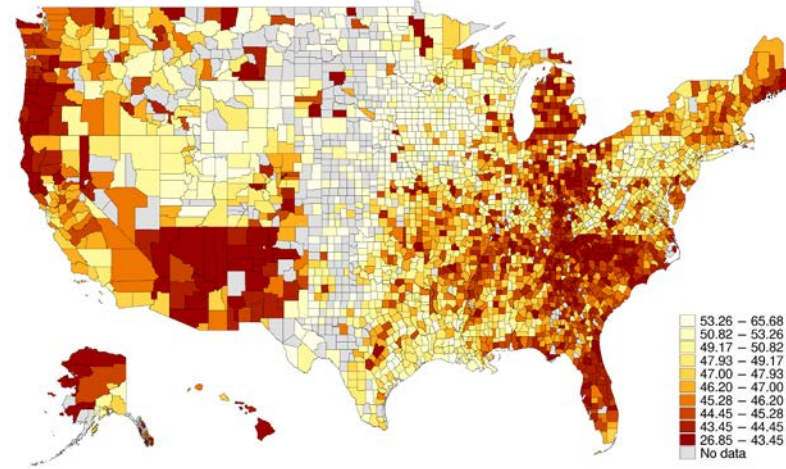 53.26 – 65.68
50.82 – 53.26
49.17 – 50.82
47.93 – 49.17
47.00 – 47.93
46.20 – 47.00
45.28 – 46.20
44.45 – 45.28
43.45 – 44.45
26.85 – 43.45
No data